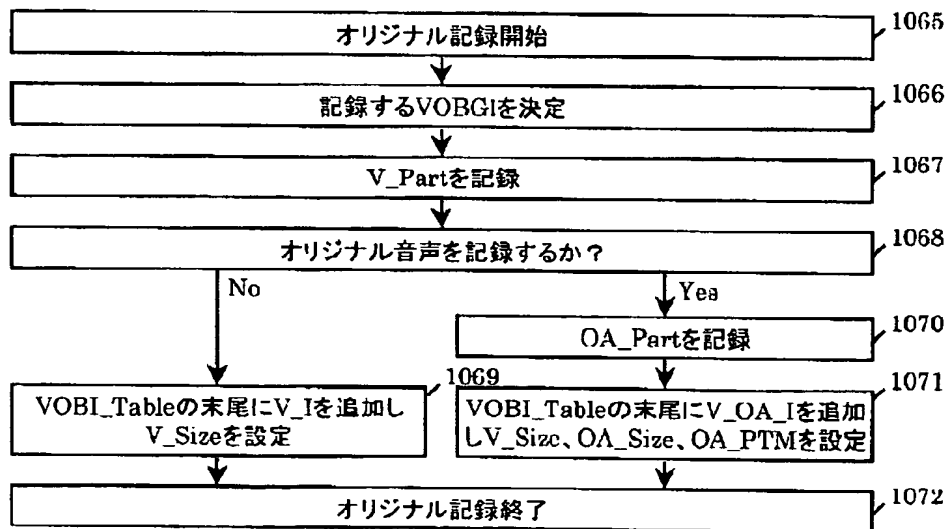 オリジナル記録開始
1065
記録するVOBGIを決定
1066
V_Partを記録
1067
オリジナル音声を記録するか?
1068
No
Yes
OA_Partを記録
1070
1069
VOBI_Tableの末尾にV_Iを追加し
V_Sizeを設定
1071
VOBI_Tableの末尾にV_OA_Iを追加
しV_Size、OA_Size、OA_PTMを設定
オリジナル記録終了
1072